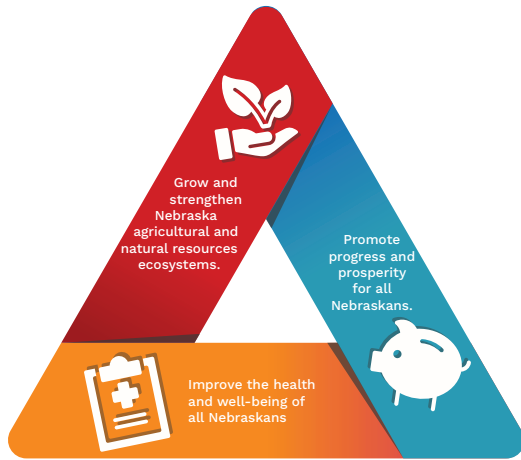 Grow and
strengthen
Nebraska
agricultural and
natural resources
ecosystems.
Promote
progress and
prosperity
for all
Nebraskans.
Improve the health
and well-being of
all Nebraskans